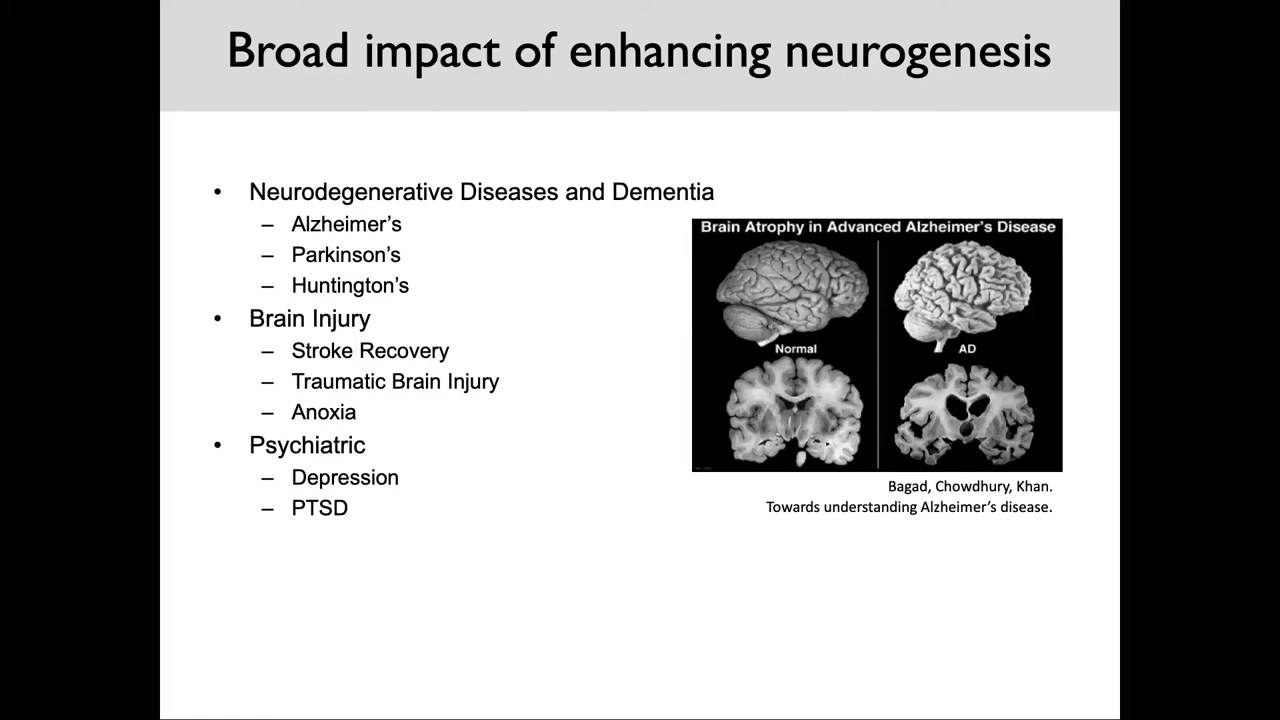 Broad impact of enhancing neurogenesis
• Neurodegenerative Diseases and Dementia
– Alzheimer’s
– Parkinson’s
– Huntington’s
• Brain Injury
– Stroke Recovery
– Traumatic Brain Injury
– Anoxia
• Psychiatric
– Depression
– PTSD
Brain Atrophy in Advanced Alzheimer’s Disease
Normal
AD
Bagad, Chowdhury, Khan.
Towards understanding Alzheimer’s disease.